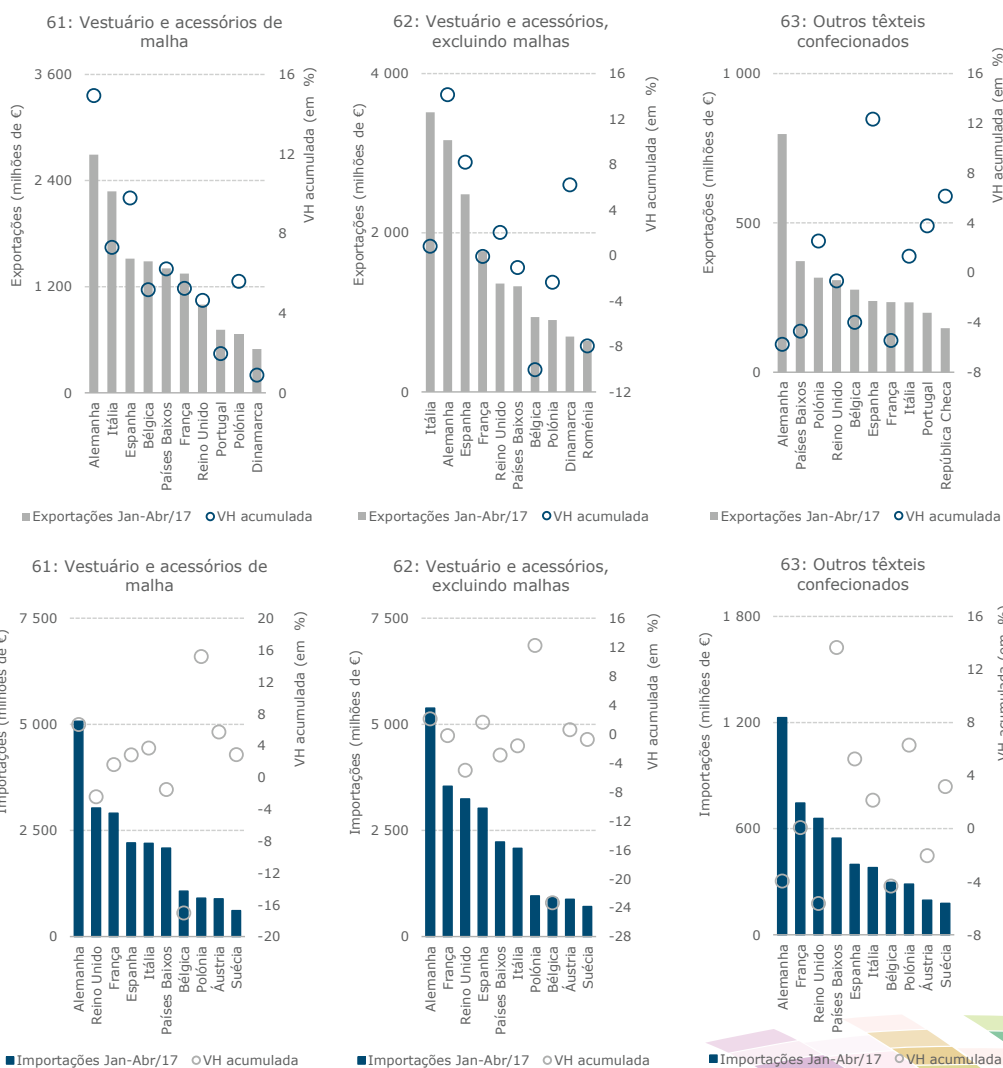 61: Vestuário e acessórios de
malha
3 600
2 400
1 200
0
16
12
8
4
0
Exportações (milhões de €)
VH acumulada (em %)
Alemanha
Itália
Espanha
Bélgica
Países Baixos
França
Reino Unido
Portugal
Polónia
Dinamarca
Exportações Jan-Abr/17 VH acumulada
62: Vestuário e acessórios,
excluindo malhas
4 000
2 000
0
16
12
8
4
0
-4
-8
-12
Exportações (milhões de €)
VH acumulada (em %)
Itália
Alemanha
Espanha
França
Reino Unido
Países Baixos
Bélgica
Polónia
Dinamarca
Roménia
Exportações Jan-Abr/17 VH acumulada
63: Outros têxteis
confecionados
1 000
500
0
16
12
8
4
0
-4
-8
Exportações (milhões de €)
VH acumulada (em %)
Alemanha
Países Baixos
Polónia
Reino Unido
Bélgica
Espanha
França
Itália
Portugal
República Checa
Exportações Jan-Abr/17 VH acumulada
61: Vestuário e acessórios de
malha
7 500
5 000
2 500
0
20
16
12
8
4
0
-4
-8
-12
-16
-20
Importações (milhões de €)
VH acumulada (em %)
Alemanha
Reino Unido
França
Espanha
Itália
Países Baixos
Bélgica
Polónia
Áustria
Suécia
Importações Jan-Abr/17 VH acumulada
62: Vestuário e acessórios,
excluindo malhas
7 500
5 000
2 500
0
16
12
8
4
0
-4
-8
-12
-16
-20
-24
-28
Importações (milhões de €)
VH acumulada (em %)
Alemanha
França
Reino Unido
Espanha
Países Baixos
Itália
Polónia
Bélgica
Áustria
Suécia
Importações Jan-Abr/17 VH acumulada
63: Outros têxteis
confecionados
1 800
1 200
600
0
16
12
8
4
0
-4
-8
Importações (milhões de €)
VH acumulada (em %)
Alemanha
França
Reino Unido
Países Baixos
Espanha
Itália
Bélgica
Polónia
Áustria
Suécia
Importações Jan-Abr/17 VH acumulada